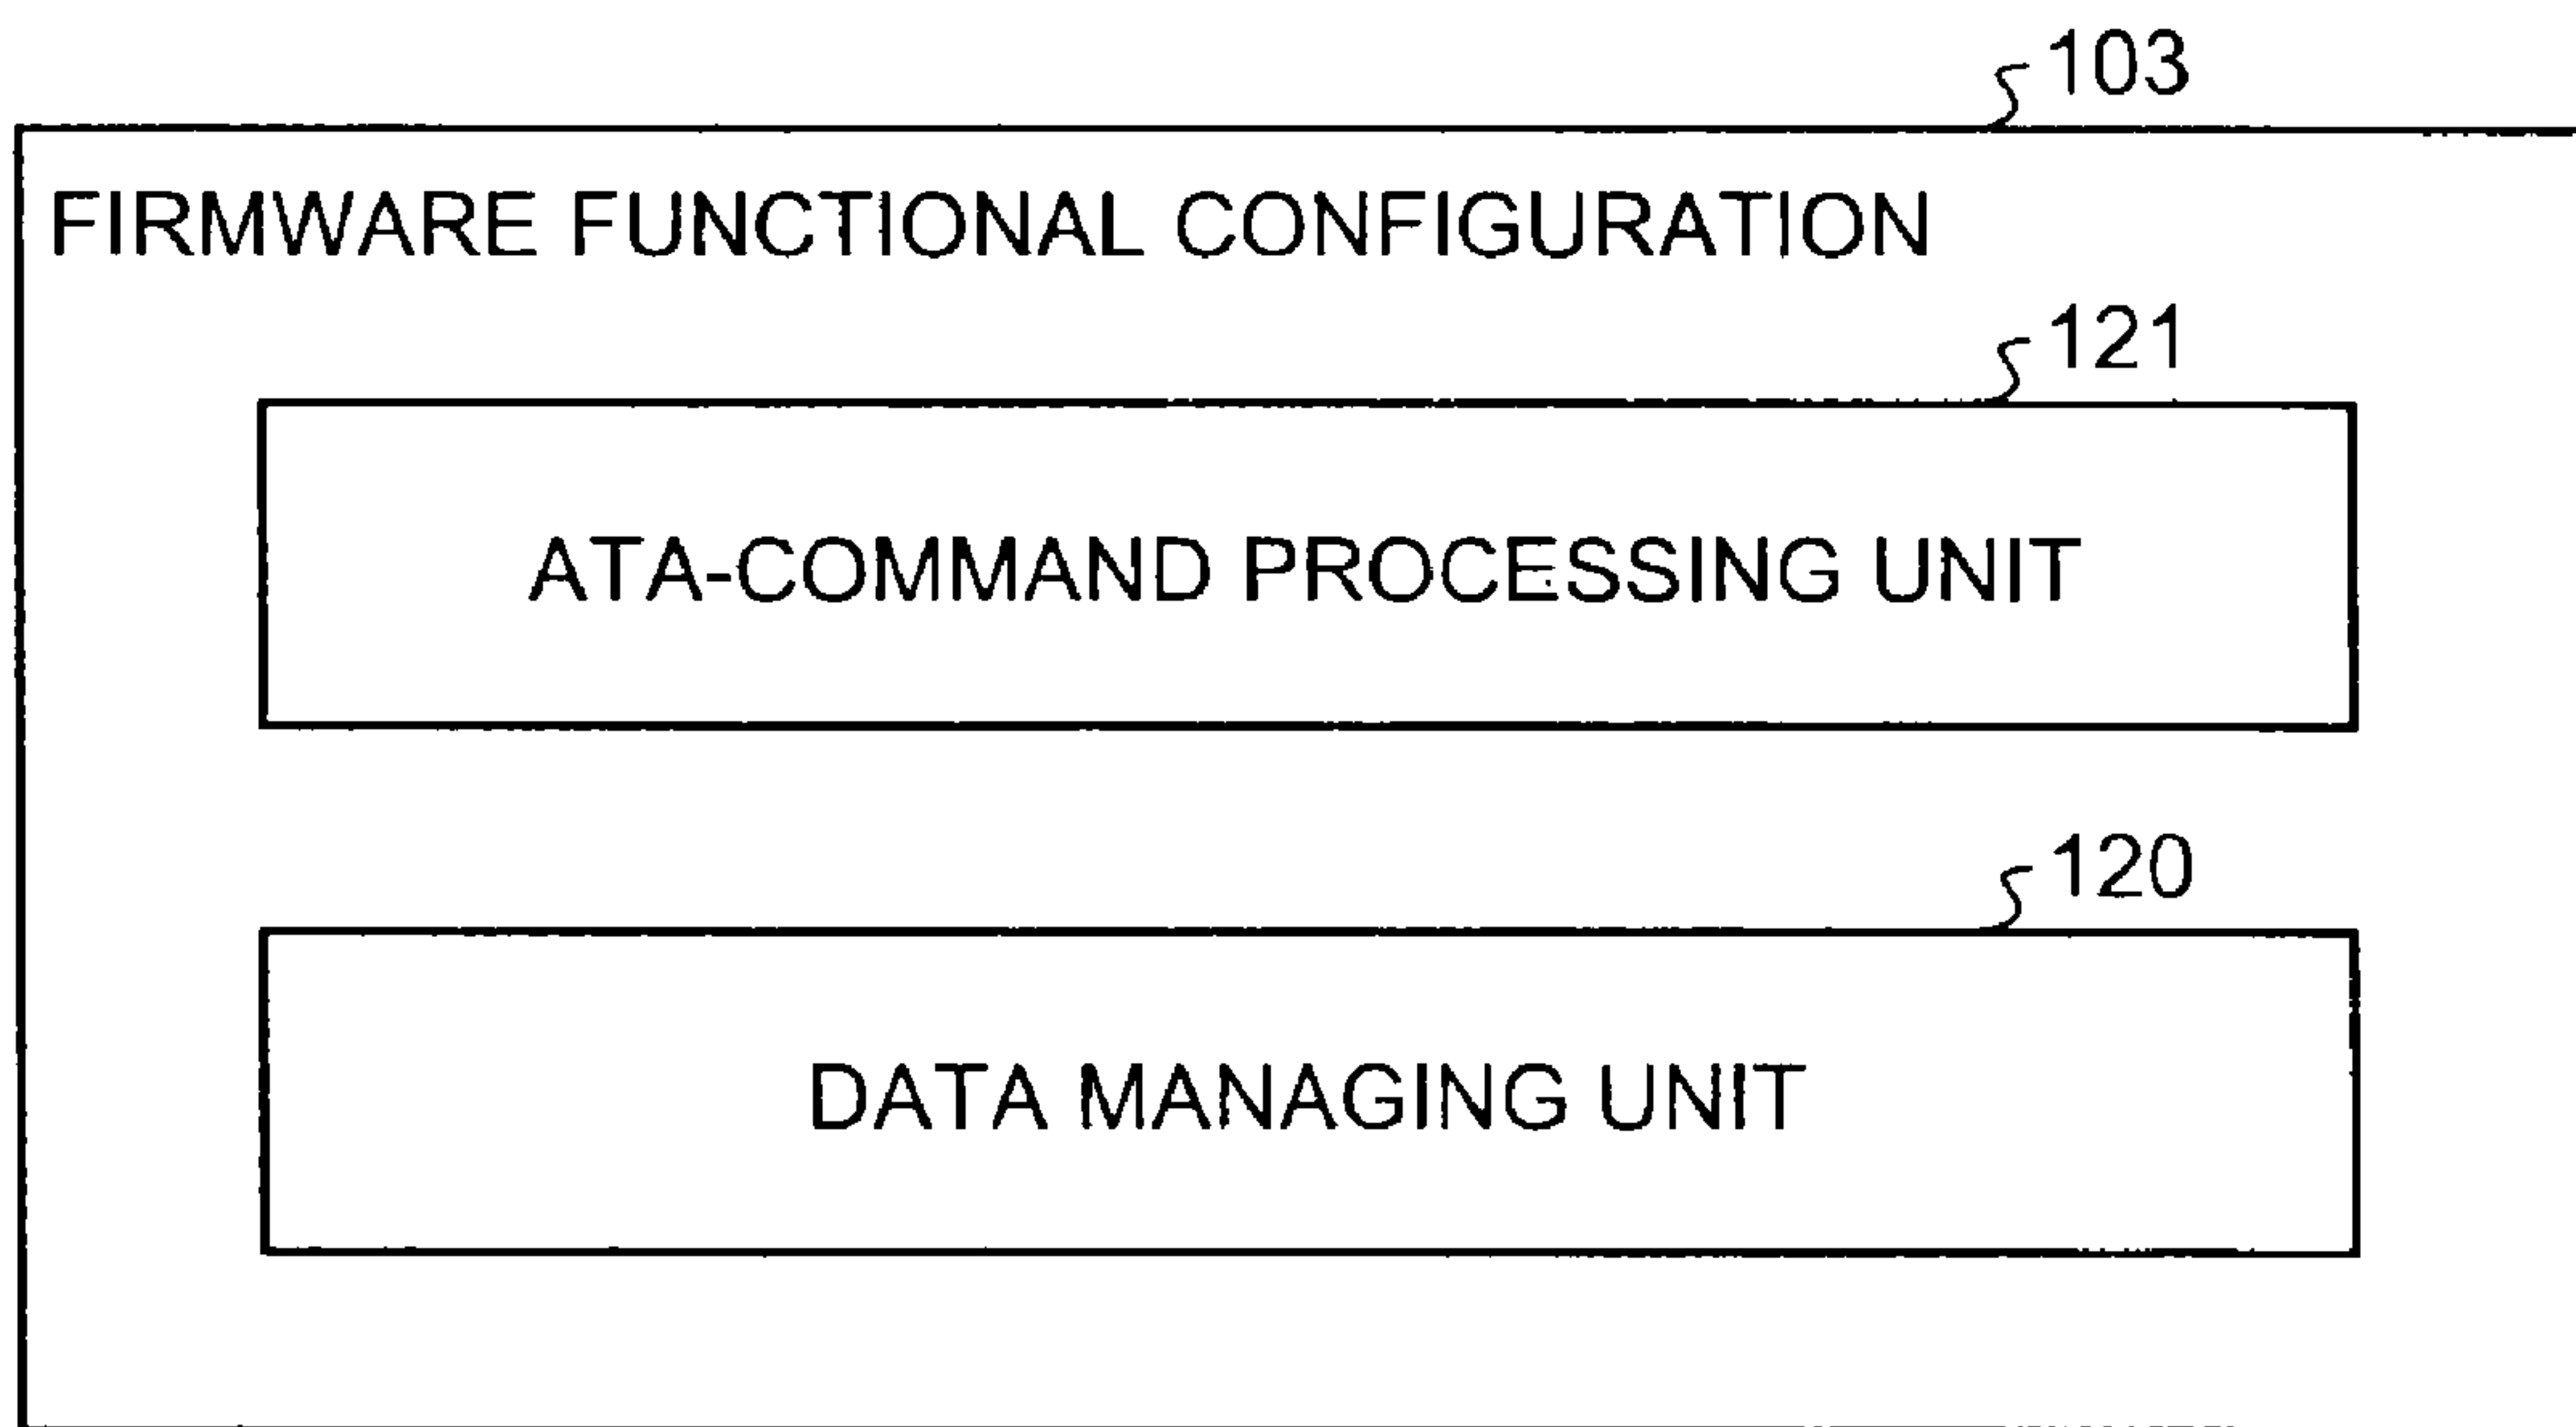 103
FIRMWARE FUNCTIONAL CONFIGURATION
121
ATA-COMMAND PROCESSING UNIT
120
DATA MANAGING UNIT